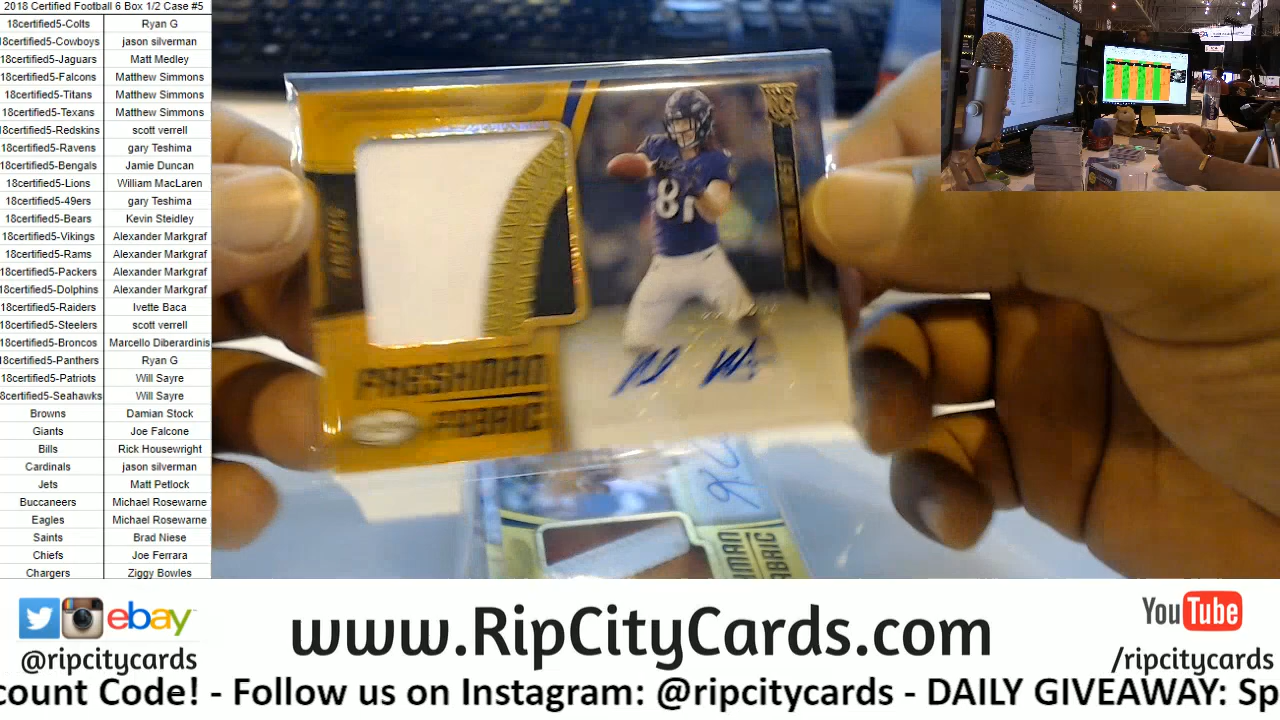 2018 Certified Football 6 Box 1/2 Case #5
18certified5-Colts Ryan G
18certified5-Cowboys jason silverman
18certified5-Jaguars Matt Medley
18certified5-Falcons Matthew Simmons
18certified5-Titans Matthew Simmons
18certified5-Texans Matthew Simmons
18certified5-Redskins scott verrell
18certified5-Ravens gary Teshima
18certified5-Bengals Jamie Duncan
18certified5-Lions William MacLaren
18certified5-49ers gary Teshima
18certified5-Bears Kevin Steidley
18certified5-Vikings Alexander Markgraf
18certified5-Rams Alexander Markgraf
18certified5-Packers Alexander Markgraf
18certified5-Dolphins Alexander Markgraf
18certified5-Raiders Ivette Baca
18certified5-Steelers scott verrell
18certified5-Broncos Marcello Diberardinis
18certified5-Panthers Ryan G
18certified5-Patriots Will Sayre
8certified5-Seahawks Will Sayre
Browns Damian Stock
Giants Joe Falcone
Bills Rick Housewright
Cardinals jason silverman
Jets Matt Petlock
Buccaneers Michael Rosewarne
Eagles Michael Rosewarne
Saints Brad Niese
Chiefs Joe Ferrara
Chargers Ziggy Bowles
RAVENS
81
RC
FRESHMAN
FABRIC
MAN
ABRIC
ebay
@ripcitycards
www.RipCityCards.com
YouTube
/ripcitycards
count Code! - Follow us on Instagram: @ripcitycards - DAILY GIVEAWAY: Sp